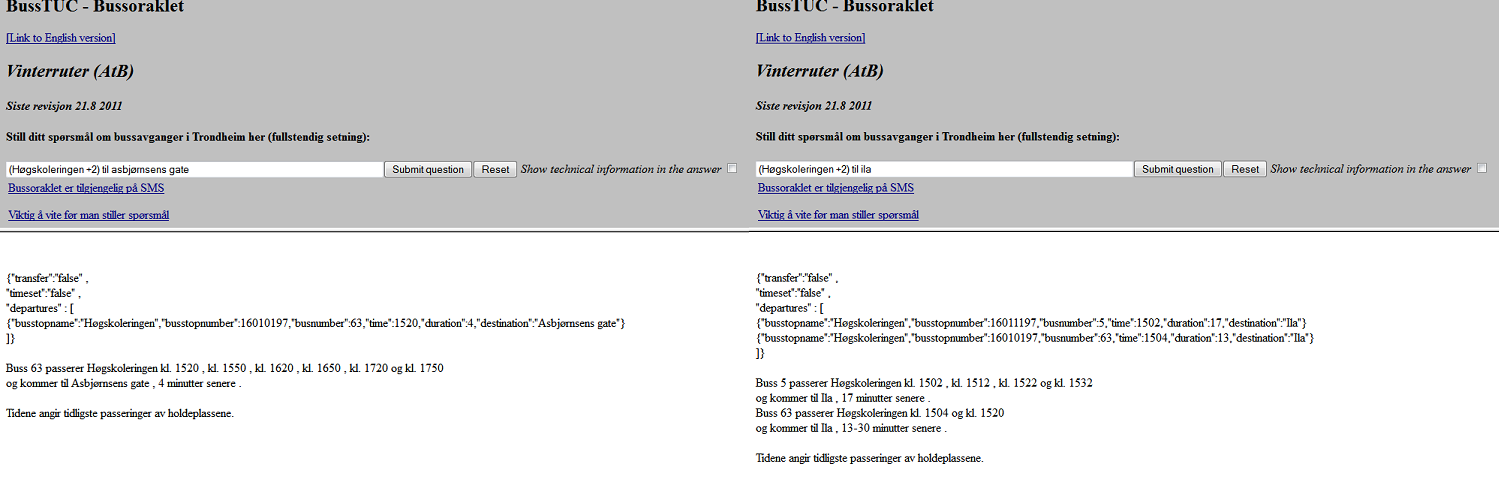 BussTUC - Bussoraklet
[Link to English version]
Vinterruter (AtB)
Siste revisjon 21.8 2011
Still ditt spørsmål om bussavganger i Trondheim her (fullstendig setning):
(Høgskoleringen +2) til asbjørnsens gate Submit question Reset Show technical information in the answer
Bussoraklet er tilgjengelig på SMS
Viktig å vite før man stiller spørsmål
{"transfer":"false" ,
"timeset":"false" ,
"departures" : [
{"busstopname":"Høgskoleringen","busstopnumber":16010197,"busnumber":63,"time":1520,"duration":4,"destination":"Asbjørnsens gate"}
]}
Buss 63 passerer Høgskoleringen kl. 1520 , kl. 1550 , kl. 1620 , kl. 1650 , kl. 1720 og kl. 1750
og kommer til Asbjørnsens gate , 4 minutter senere .
Tidene angir tidligste passeringer av holdeplassene.
BussTUC - Bussoraklet
[Link to English version]
Vinterruter (AtB)
Siste revisjon 21.8 2011
Still ditt spørsmål om bussavganger i Trondheim her (fullstendig setning):
(Høgskoleringen +2) til ila Submit question Reset Show technical information in the answer
Bussoraklet er tilgjengelig på SMS
Viktig å vite før man stiller spørsmål
{"transfer":"false" ,
"timeset":"false" ,
"departures" : [
{"busstopname":"Høgskoleringen","busstopnumber":16011197,"busnumber":5,"time":1502,"duration":17,"destination":"Ila"}
{"busstopname":"Høgskoleringen","busstopnumber":16010197,"busnumber":63,"time":1504,"duration":13,"destination":"Ila"}
]}
Buss 5 passerer Høgskoleringen kl. 1502 , kl. 1512 , kl. 1522 og kl. 1532
og kommer til Ila , 17 minutter senere .
Buss 63 passerer Høgskoleringen kl. 1504 og kl. 1520
og kommer til Ila , 13-30 minutter senere .
Tidene angir tidligste passeringer av holdeplassene.